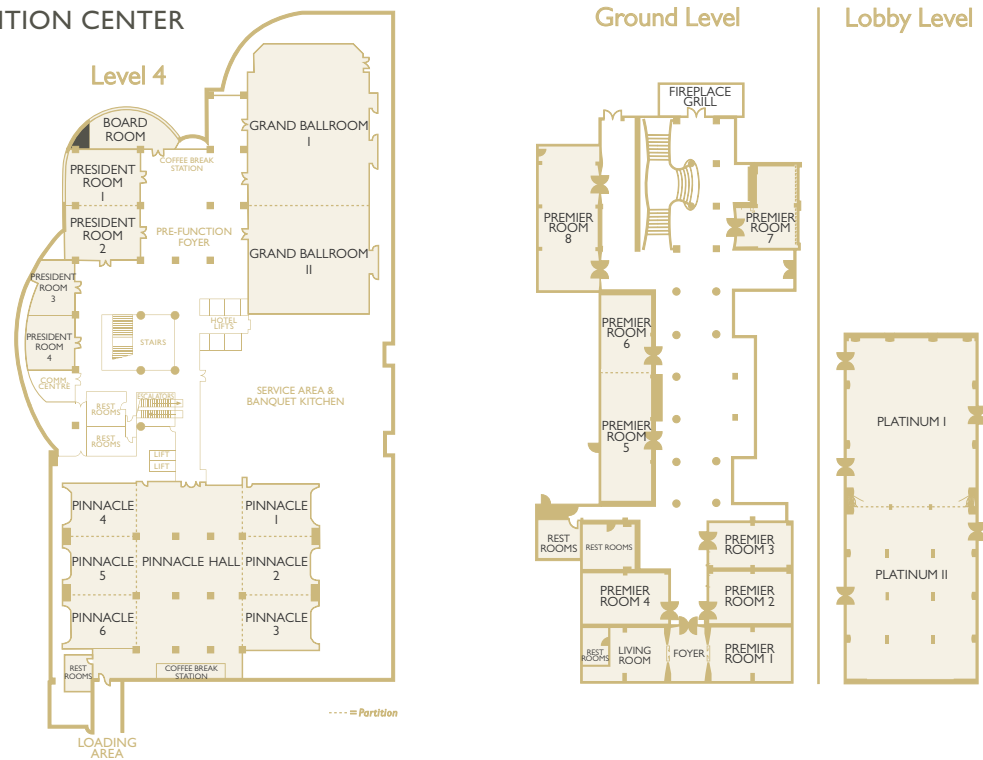 ITION CENTER
Level 4
BOARD
ROOM
COFFEE BREAK
STATION
GRAND BALLROOM
I
PRESIDENT
ROOM
1
PRESIDENT
ROOM
2
PRE-FUNCTION
FOYER
GRAND BALLROOM
II
PRESIDENT
ROOM
3
PRESIDENT
ROOM
4
HOTEL
LIFTS
STAIRS
COMM.
CENTRE
REST
ROOMS
ESCALATORS
REST
ROOMS
SERVICE AREA &
BANQUET KITCHEN
LIFT
LIFT
PINNACLE
4
PINNACLE
1
PINNACLE
5
PINNACLE HALL
PINNACLE
2
PINNACLE
6
PINNACLE
3
REST
ROOMS
COFFEE BREAK
STATION
LOADING
AREA
= Partition
Ground Level
FIREPLACE
GRILL
PREMIER
ROOM
8
PREMIER
ROOM
7
PREMIER
ROOM
6
PREMIER
ROOM
5
REST
ROOMS
REST ROOMS
PREMIER
ROOM 3
PREMIER
ROOM 4
PREMIER
ROOM 2
REST
ROOMS
LIVING
ROOM
FOYER
PREMIER
ROOM 1
Lobby Level
PLATINUM I
PLATINUM II